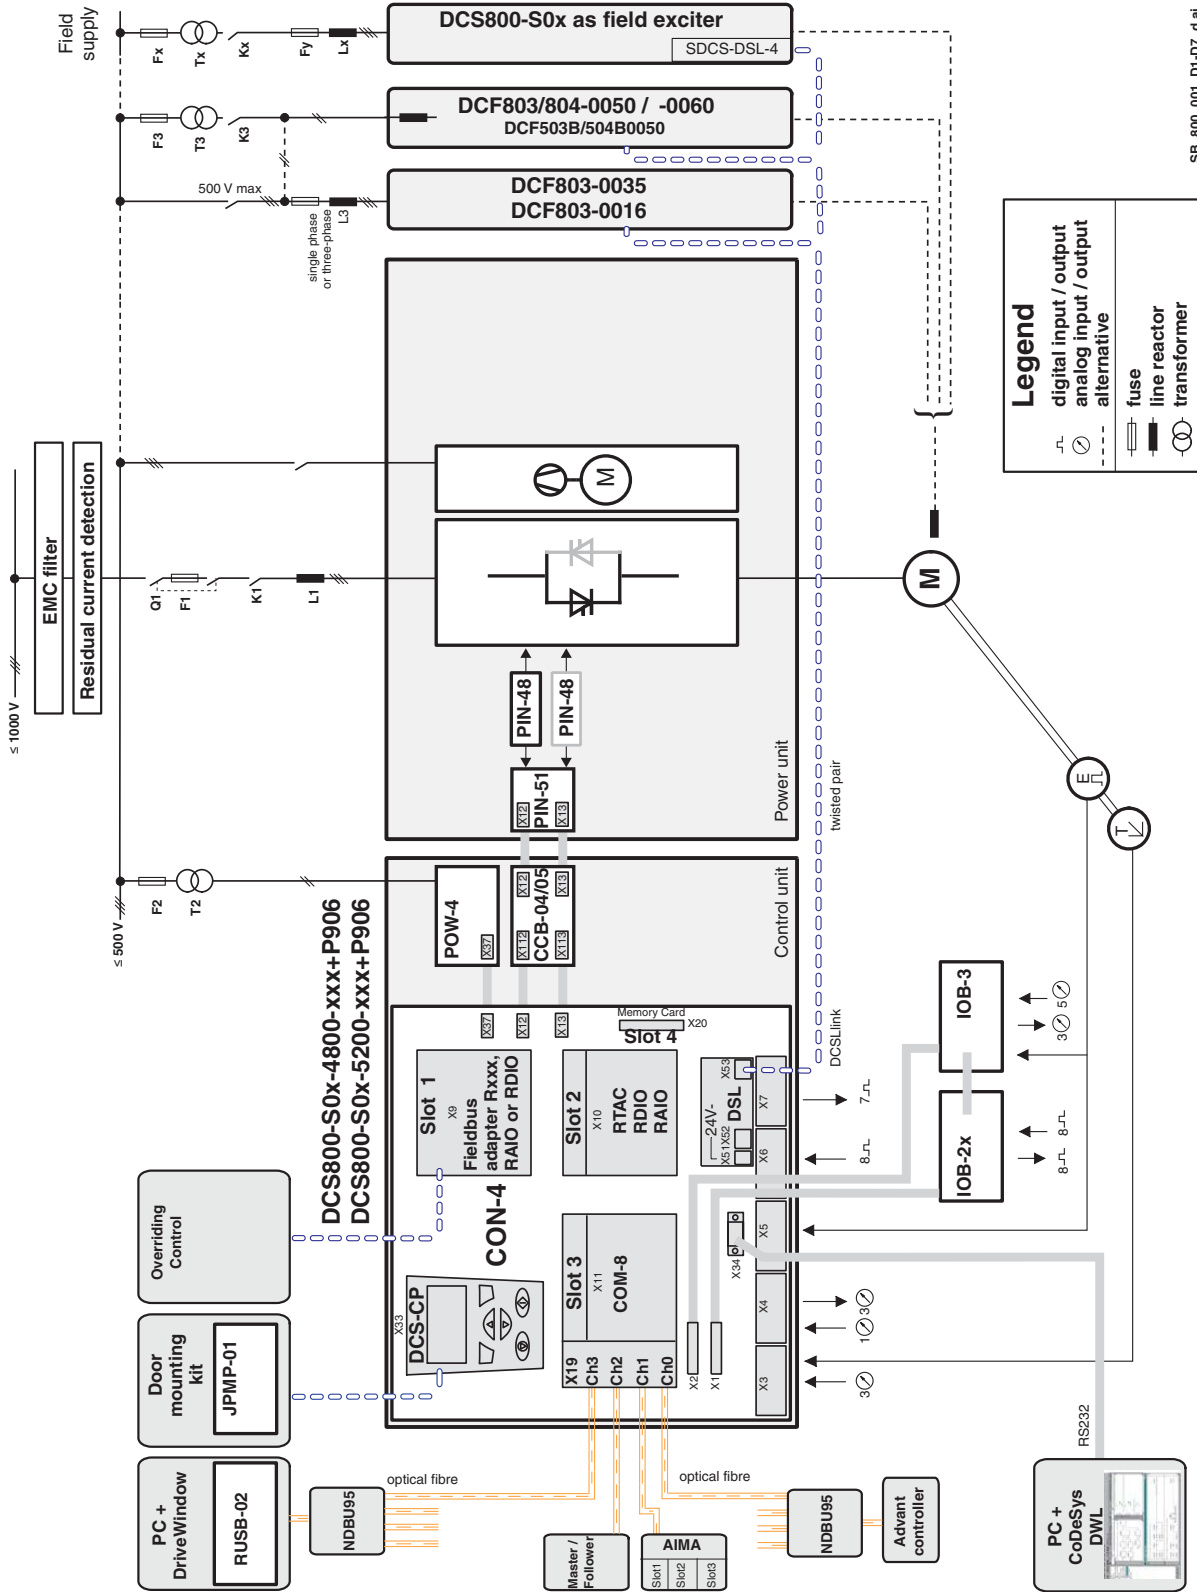 Field
supply
Fx
Tx
Kx
Fy
Lx
DCS800-S0x as field exciter
SDCS-DSL-4
F3
T3
K3
DCF803/804-0050 / -0060
DCF503B/504B0050
500 V max
single phase
or three-phase
L3
DCF803-0035
DCF803-0016
≤ 1000 V
EMC filter
Residual current detection
Q1
F1
K1
L1
M
PIN-48
PIN-48
X12
X13
PIN-51
Power unit
twisted pair
M
E
T
Legend
digital input / output
analog input / output
alternative
fuse
line reactor
transformer
≤ 500 V
F2
T2
DCS800-S0x-4800-xxx+P906
DCS800-S0x-5200-xxx+P906
POW-4
X37
X12
X13
X112
X113
CCB-04/05
Control unit
X37
X12
X13
Memory Card
X20
Slot 4
Slot 1
X9
Fieldbus
adapter Rxxx,
RAIO or RDIO
Slot 2
X10
RTAC
RDIO
RAIO
24V-
DSL
X51
X52
X53
DCSLlink
CON-4
X33
DCS-CP
Slot 3
X11
COM-8
X19
Ch3
Ch2
Ch1
Ch0
X2
X1
X34
X3
X4
X5
X6
X7
3
1
3
8
7
IOB-2x
IOB-3
8
8
3
5
Overriding
Control
Door
mounting
kit
JPMP-01
PC +
DriveWindow
RUSB-02
NDBU95
optical fibre
Master /
Follower
AIMA
Slot1
Slot2
Slot3
optical fibre
NDBU95
Advant
controller
RS232
PC +
CoDeSys
DWL
SB_800_001_D1-D7_d.ai